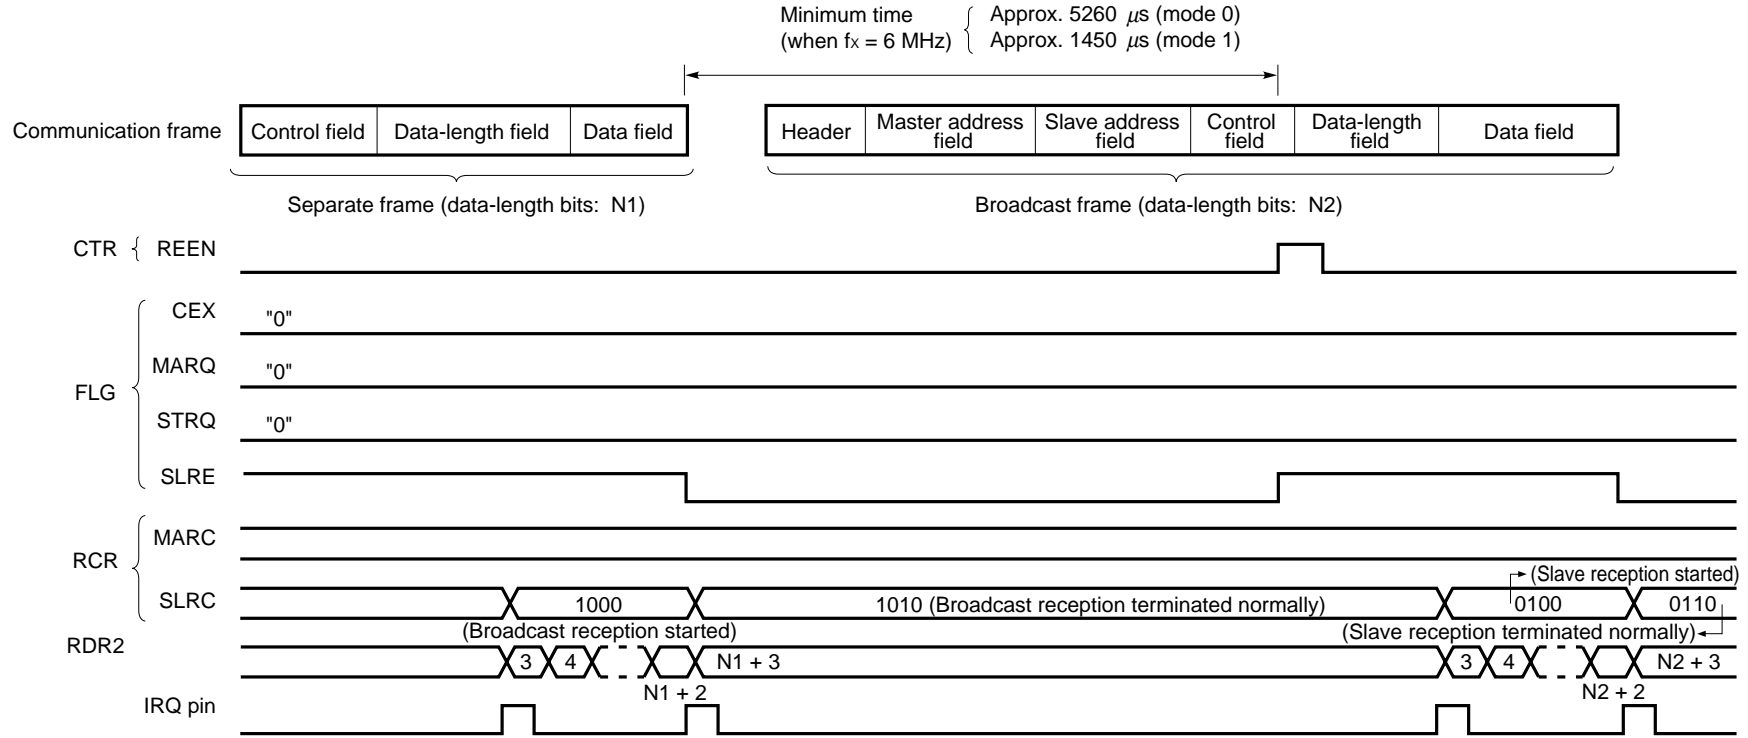 Minimum time
(when fx = 6 MHz)
Approx. 5260 μs (mode 0)
Approx. 1450 μs (mode 1)
Communication frame
Control field
Data-length field
Data field
Header
Master address
field
Slave address
field
Control
field
Data-length
field
Data field
Separate frame (data-length bits: N1)
Broadcast frame (data-length bits: N2)
CTR
REEN
FLG
CEX
"0"
MARQ
"0"
STRQ
"0"
SLRE
RCR
MARC
SLRC
1000
1010 (Broadcast reception terminated normally)
(Slave reception started)
0100
0110
(Broadcast reception started)
(Slave reception terminated normally)
RDR2
3
4
N1 + 3
3
4
N2 + 3
N1 + 2
N2 + 2
IRQ pin